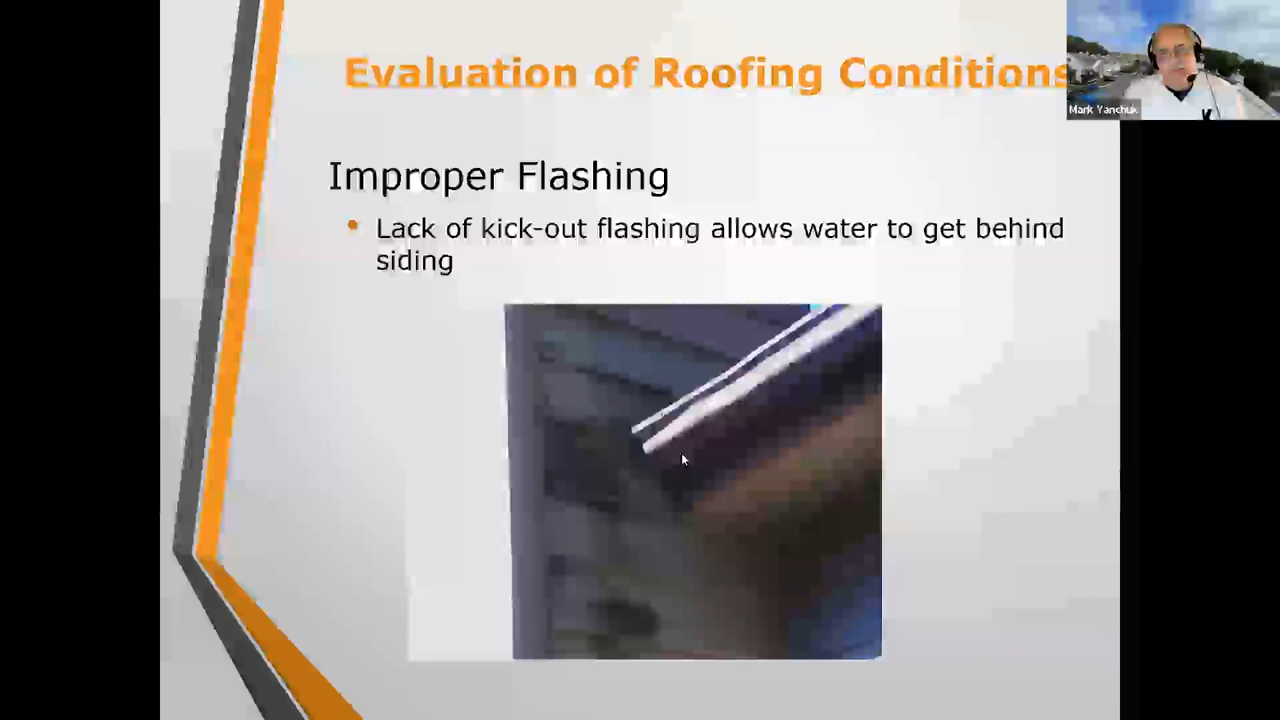 Evaluation of Roofing Conditions
Mark Yanchuk
Improper Flashing
• Lack of kick-out flashing allows water to get behind
siding